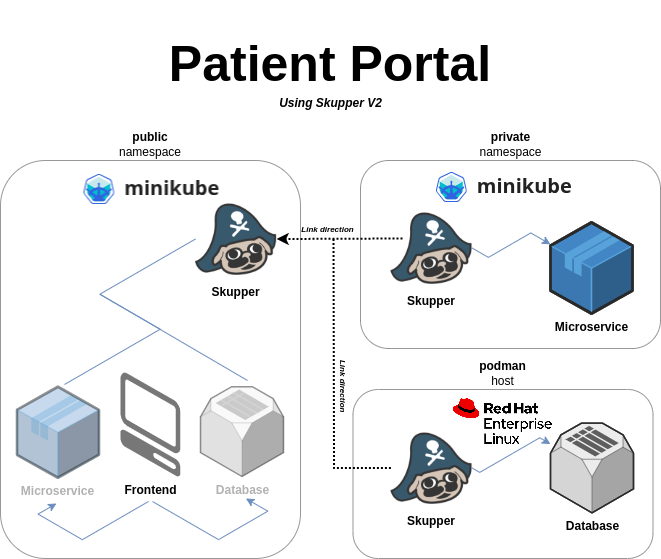 Patient Portal
Using Skupper V2
public
namespace
minikube
Skupper
Microservice
Frontend
Database
Link direction
Link direction
private
namespace
minikube
Skupper
Microservice
podman
host
Red Hat
Enterprise
Linux
Skupper
Database